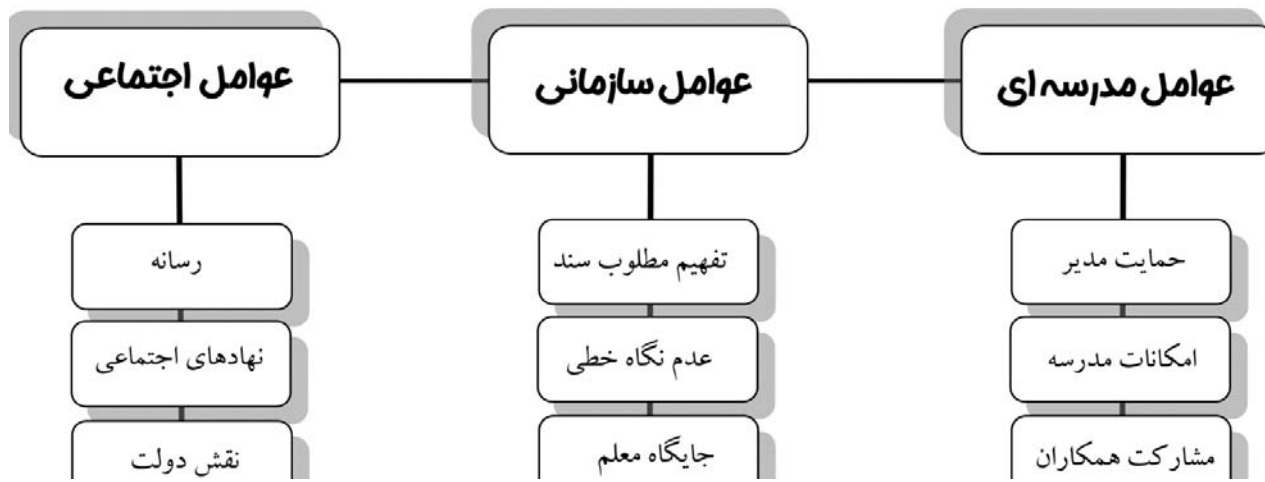 عوامل مدرسه ای
عوامل سازمانی
عوامل اجتماعی
حمایت مدیر
تفهیم مطلوب سند
رسانه
امکانات مدرسه
عدم نگاه خطی
نهادهای اجتماعی
مشارکت همکاران
جایگاه معلم
نقش دولت